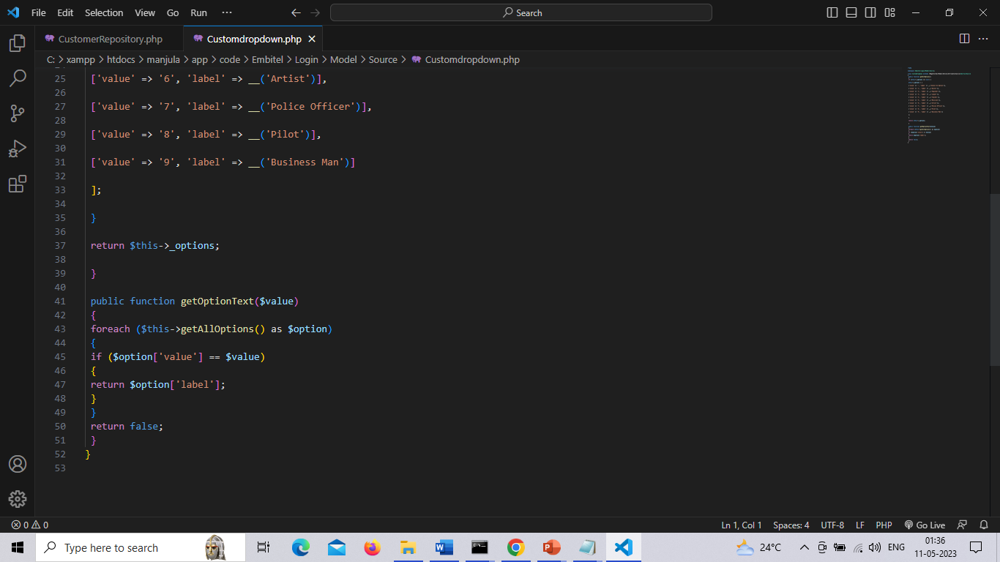 File Edit Selection View Go Run ··· Search
CustomerRepository.php Customdropdown.php
C: > xampp > htdocs > manjula > app > code > Embitel > Login > Model > Source > Customdropdown.php
25 ['value' => '6', 'label' => __('Artist')],
26
27 ['value' => '7', 'label' => __('Police Officer')],
28
29 ['value' => '8', 'label' => __('Pilot')],
30
31 ['value' => '9', 'label' => __('Business Man')]
32
33 ];
34
35 }
36
37 return $this->_options;
38
39 }
40
41 public function getOptionText($value)
42 {
43 foreach ($this->getAllOptions() as $option)
44 {
45 if ($option['value'] == $value)
46 {
47 return $option['label'];
48 }
49 }
50 return false;
51 }
52 }
53
0 0 Ln 1, Col 1 Spaces: 4 UTF-8 LF PHP Go Live
Type here to search 24°C ENG 01:36
11-05-2023